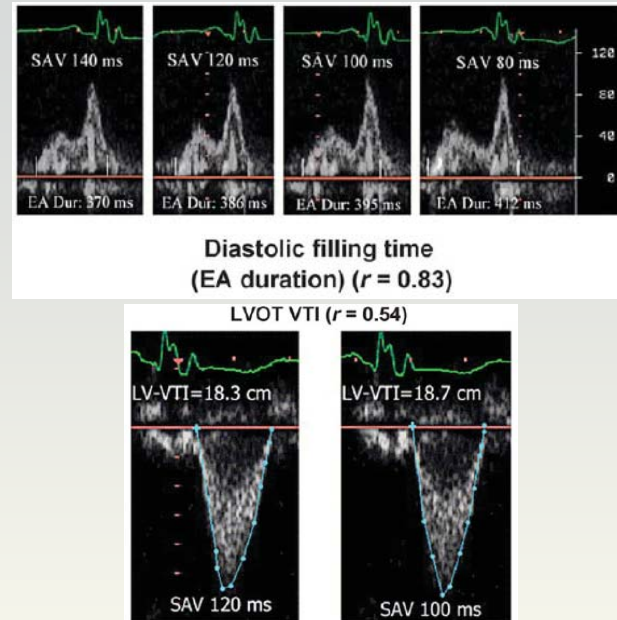 SAV 140 ms SAV 120 ms SAV 100 ms SAV 80 ms
120
80
40
0
EA Dur: 370 ms EA Dur: 386 ms EA Dur: 395 ms EA Dur: 412 ms
Diastolic filling time
(EA duration) (r = 0.83)
LVOT VTI (r = 0.54)
LV-VTI=18.3 cm LV-VTI=18.7 cm
SAV 120 ms SAV 100 ms